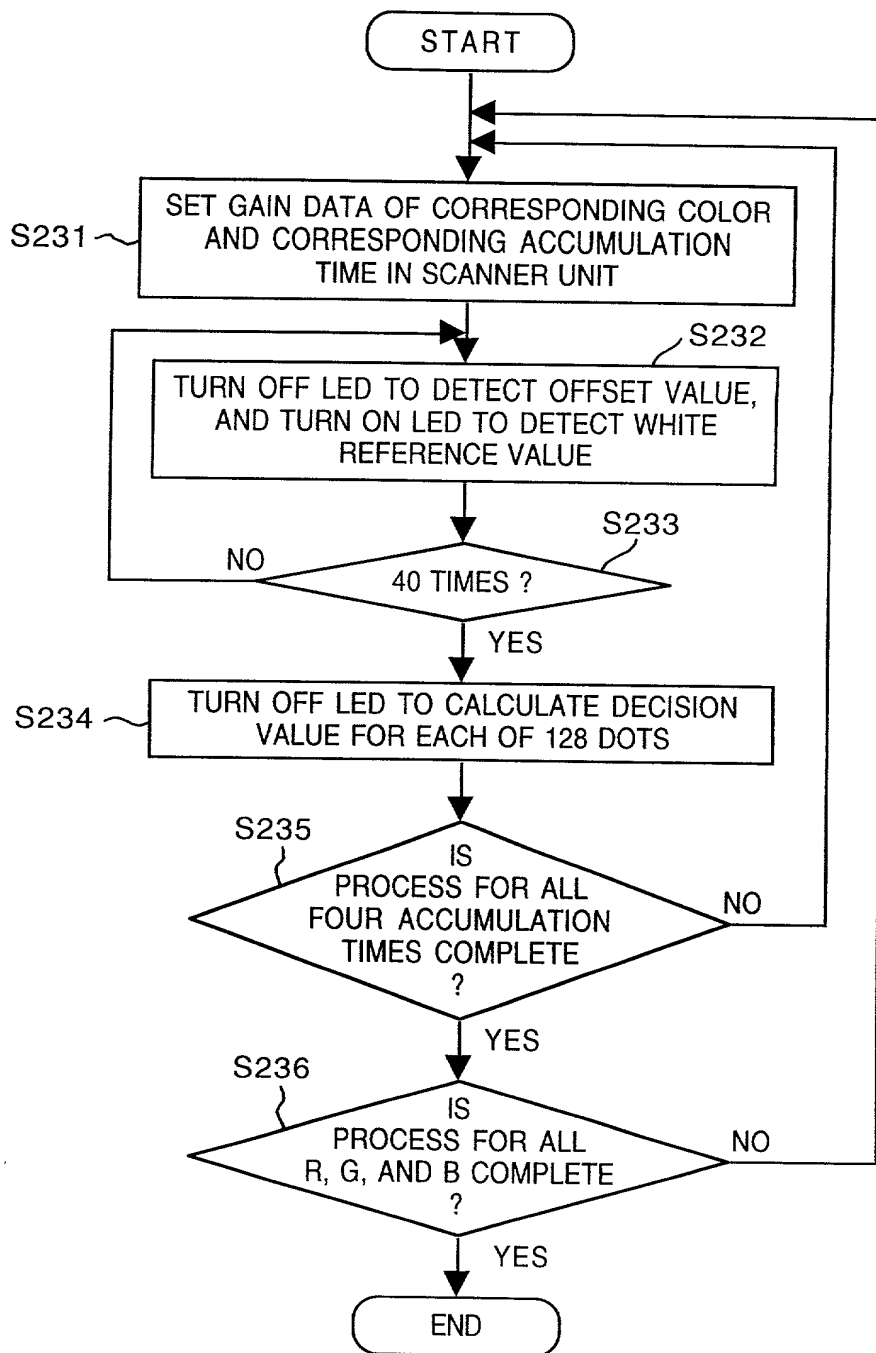 START
SET GAIN DATA OF CORRESPONDING COLOR
AND CORRESPONDING ACCUMULATION
TIME IN SCANNER UNIT
S231
S232
TURN OFF LED TO DETECT OFFSET VALUE,
AND TURN ON LED TO DETECT WHITE
REFERENCE VALUE
S233
NO
40 TIMES ?
YES
S234
TURN OFF LED TO CALCULATE DECISION
VALUE FOR EACH OF 128 DOTS
S235
IS
PROCESS FOR ALL
FOUR ACCUMULATION
TIMES COMPLETE
?
NO
YES
S236
IS
PROCESS FOR ALL
R, G, AND B COMPLETE
?
NO
YES
END